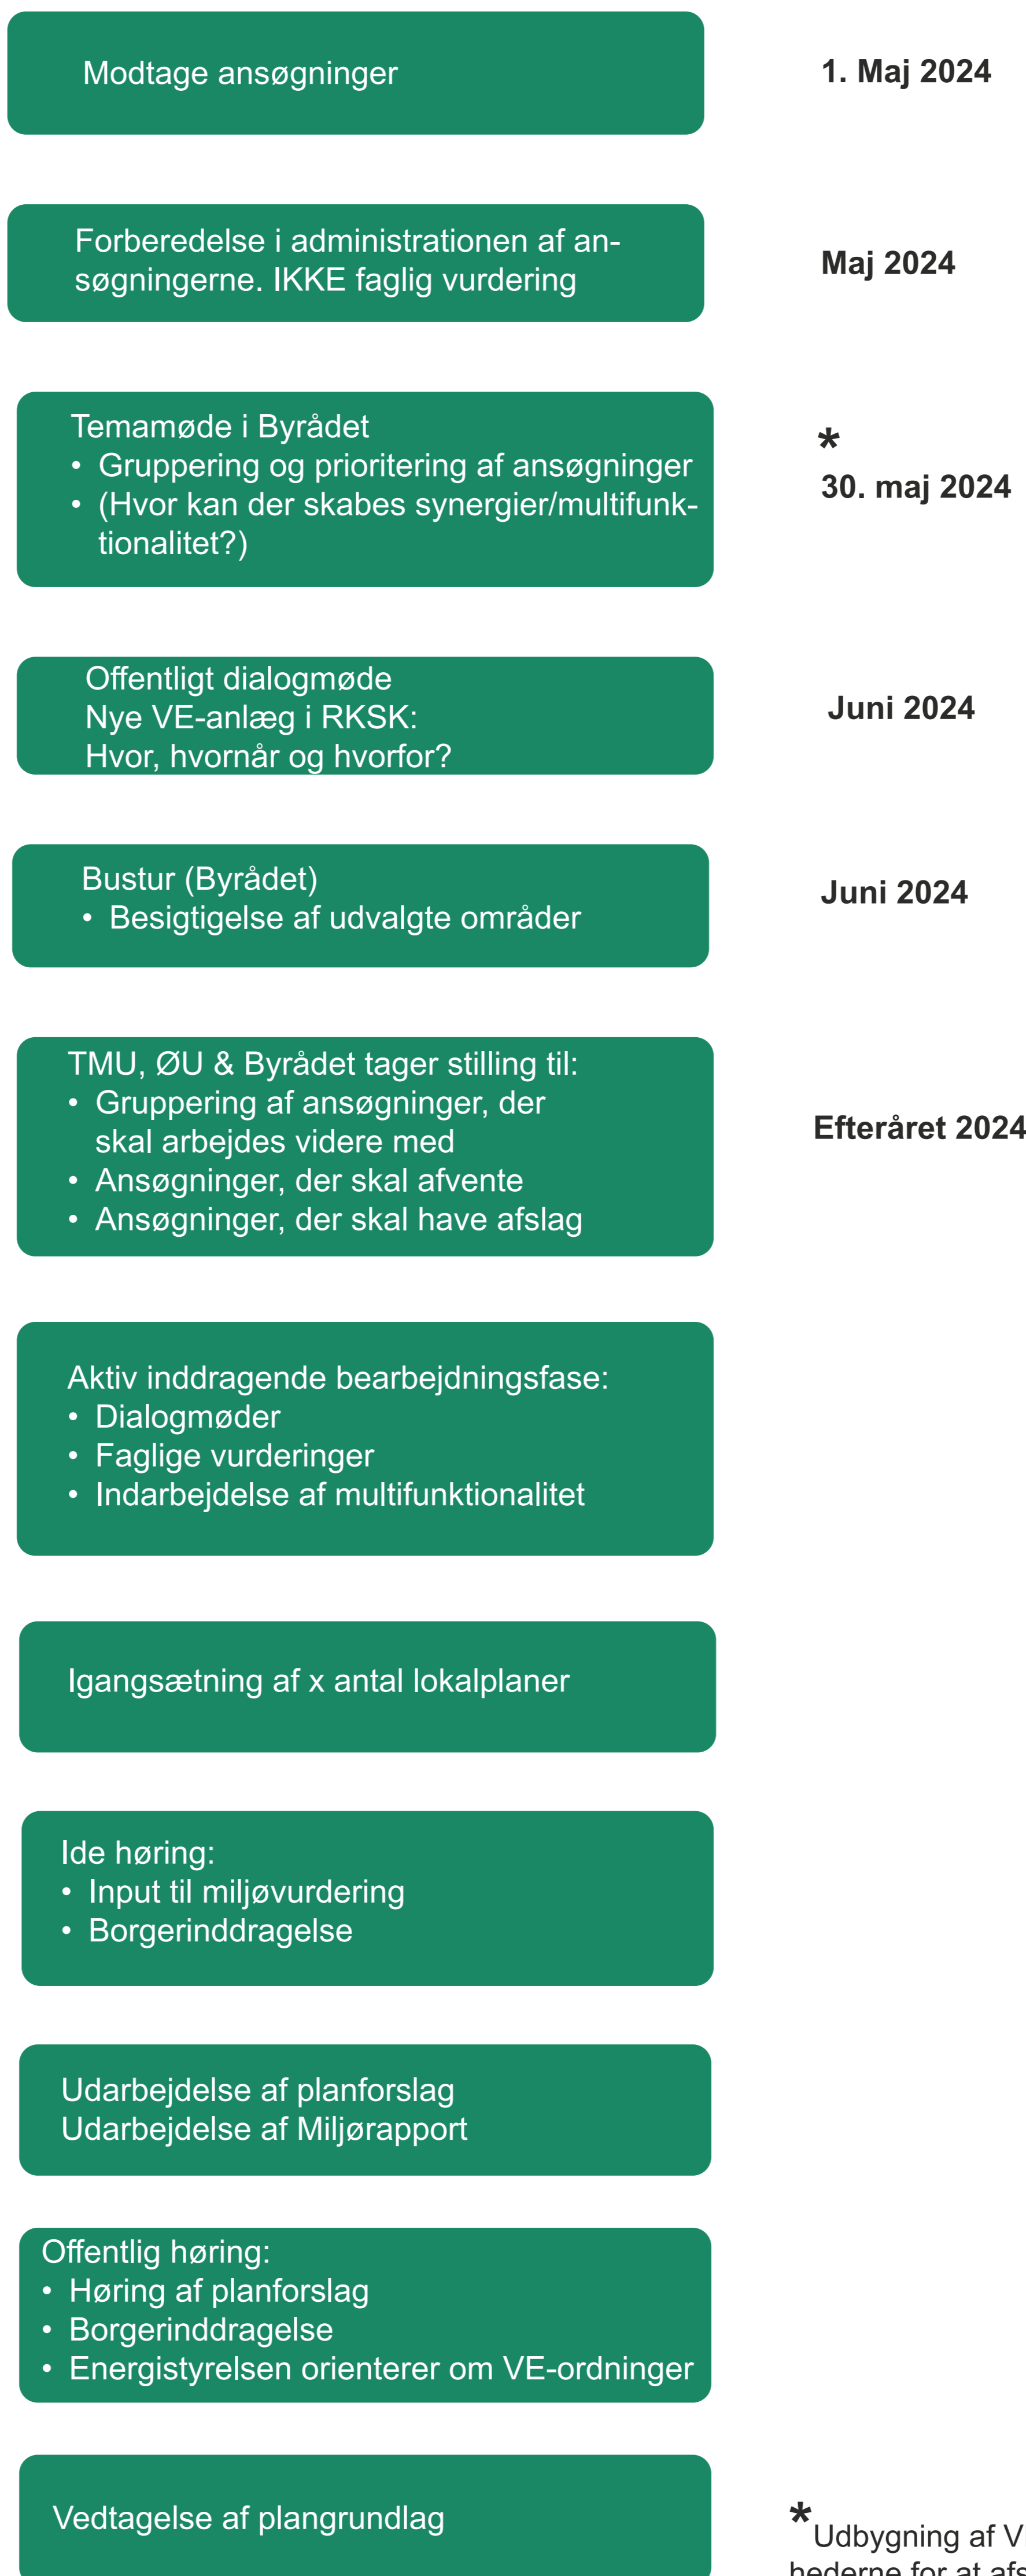 Modtage ansøgninger
1. Maj 2024
Forberedelse i administrationen af an-
søgningerne. IKKE faglig vurdering
Maj 2024
Temamøde i Byrådet
• Gruppering og prioritering af ansøgninger
• (Hvor kan der skabes synergier/multifunk-
tionalitet?)
*
30. maj 2024
Offentligt dialogmøde
Nye VE-anlæg i RKSK:
Hvor, hvornår og hvorfor?
Juni 2024
Bustur (Byrådet)
• Besigtigelse af udvalgte områder
Juni 2024
TMU, ØU & Byrådet tager stilling til:
• Gruppering af ansøgninger, der
skal arbejdes videre med
• Ansøgninger, der skal afvente
• Ansøgninger, der skal have afslag
Efteråret 2024
Aktiv inddragende bearbejdningsfase:
• Dialogmøder
• Faglige vurderinger
• Indarbejdelse af multifunktionalitet
Igangsætning af x antal lokalplaner
Ide høring:
• Input til miljøvurdering
• Borgerinddragelse
Udarbejdelse af planforslag
Udarbejdelse af Miljørapport
Offentlig høring:
• Høring af planforslag
• Borgerinddragelse
• Energistyrelsen orienterer om VE-ordninger
Vedtagelse af plangrundlag
*Udbygning af
hederne for at